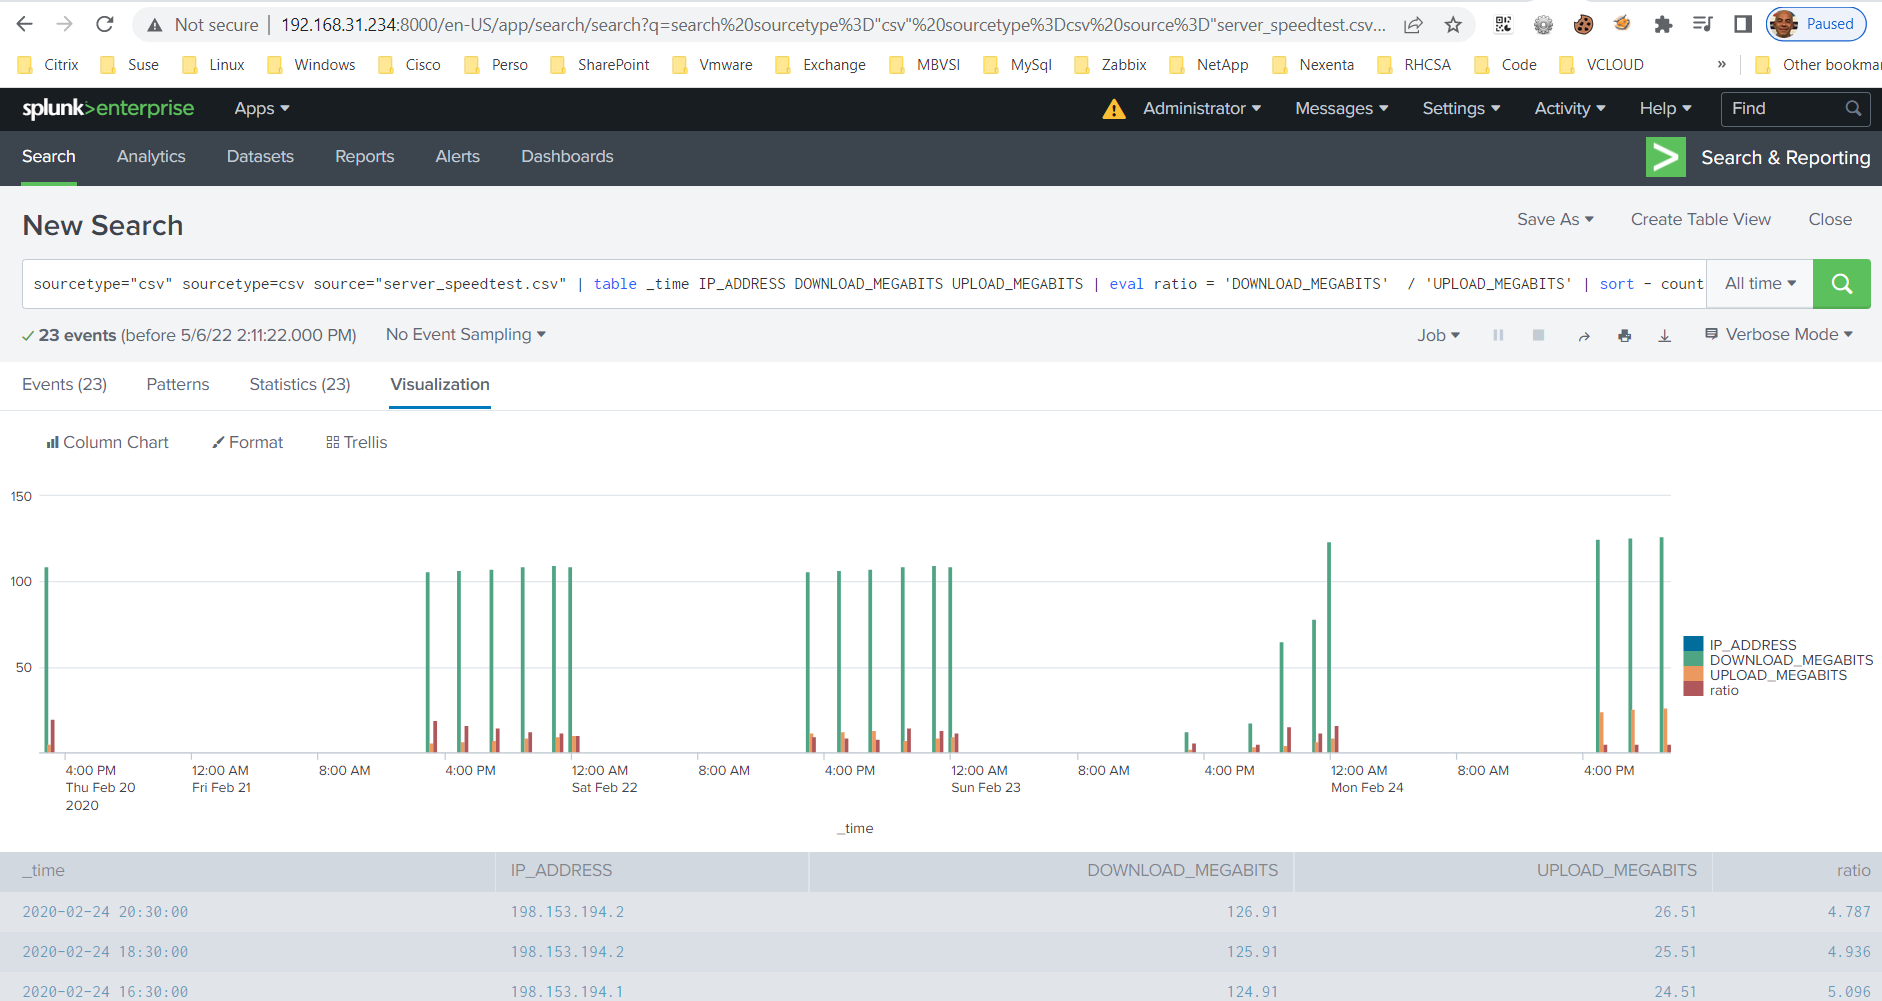 Not secure | 192.168.31.234:8000/en-US/app/search/search?q=search%20sourcetype%3D"csv"%20sourcetype%3Dcsv%20source%3D"server_speedtest.csv... Paused
Citrix Suse Linux Windows Cisco Perso SharePoint Vmware Exchange MBVSI MySql Zabbix NetApp Nexenta RHCSA Code VCLOUD » Other bookmar
splunk>enterprise Apps Administrator Messages Settings Activity Help Find
Search Analytics Datasets Reports Alerts Dashboards Search & Reporting
New Search Save As Create Table View Close
sourcetype="csv" sourcetype=csv source="server_speedtest.csv" | table _time IP_ADDRESS DOWNLOAD_MEGABITS UPLOAD_MEGABITS | eval ratio = 'DOWNLOAD_MEGABITS' / 'UPLOAD_MEGABITS' | sort - count All time
23 events (before 5/6/22 2:11:22.000 PM) No Event Sampling Job Verbose Mode
Events (23) Patterns Statistics (23) Visualization
Column Chart Format Trellis
150
100
50
IP_ADDRESS
DOWNLOAD_MEGABITS
UPLOAD_MEGABITS
ratio
4:00 PM 12:00 AM 8:00 AM 4:00 PM 12:00 AM 8:00 AM 4:00 PM 12:00 AM 8:00 AM 4:00 PM 12:00 AM 8:00 AM 4:00 PM
Thu Feb 20 Fri Feb 21 Sat Feb 22 Sun Feb 23 Mon Feb 24
2020
_time
_time IP_ADDRESS DOWNLOAD_MEGABITS UPLOAD_MEGABITS ratio
2020-02-24 20:30:00 198.153.194.2 126.91 26.51 4.787
2020-02-24 18:30:00 198.153.194.2 125.91 25.51 4.936
2020-02-24 16:30:00 198.153.194.1 124.91 24.51 5.096